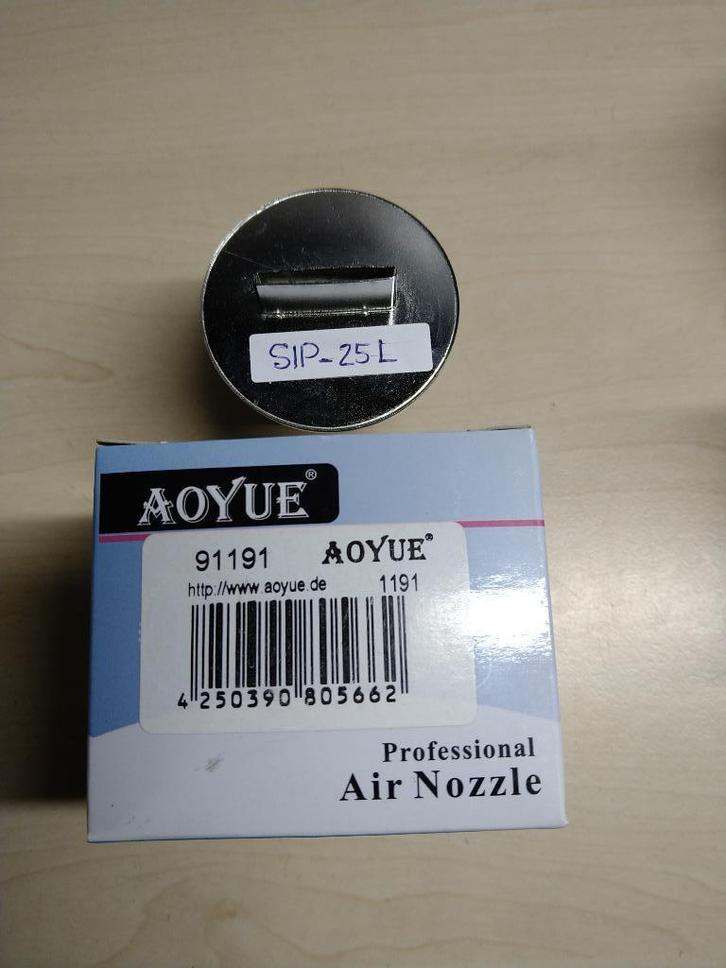 SIP-25L
AOYUE®
91191 AOYUE®
http://www.aoyue.de 1191
4 250390 805662
Professional
Air Nozzle